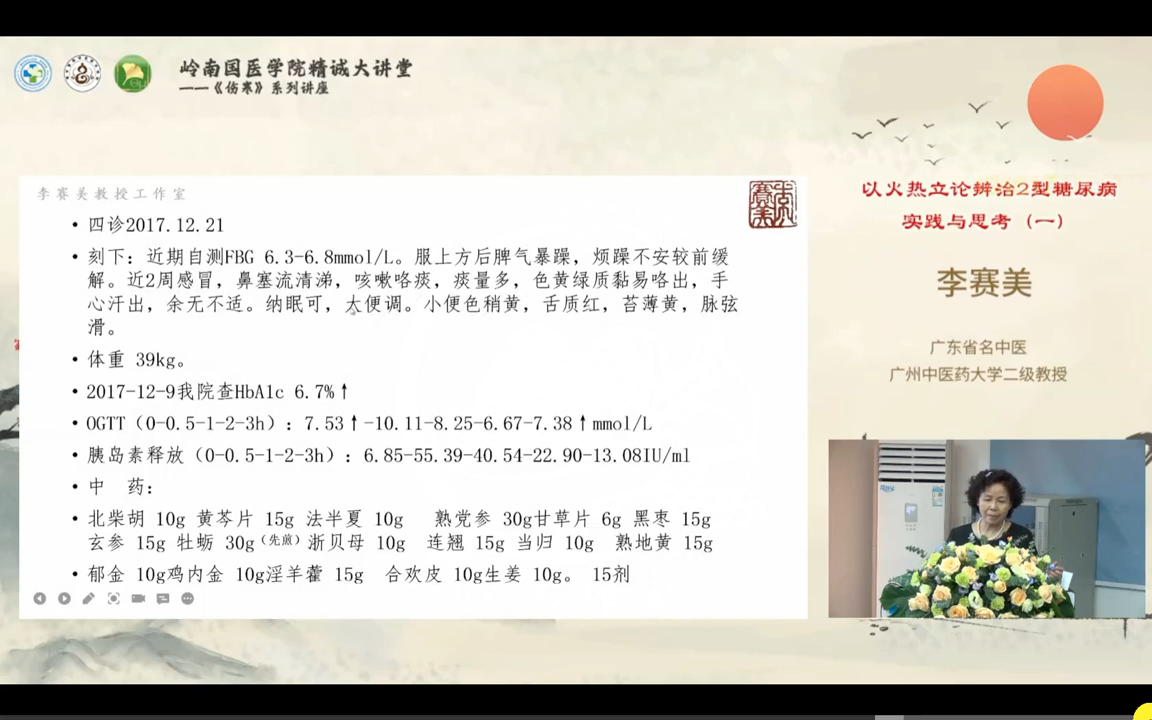 岭南国医学院精诚大讲堂
——《伤寒》系列讲座
李赛美教授工作室
• 四诊2017.12.21
• 刻下：近期自测FBG 6.3-6.8mmol/L。服上方后脾气暴躁，烦躁不安较前缓
解。近2周感冒，鼻塞流清涕，咳嗽咯痰，痰量多，色黄绿质黏易咯出，手
心汗出，余无不适。纳眠可，大便调。小便色稍黄，舌质红，苔薄黄，脉弦
滑。
• 体重 39kg。
• 2017-12-9我院查HbA1c 6.7%↑
• OGTT（0-0.5-1-2-3h）：7.53↑-10.11-8.25-6.67-7.38↑mmol/L
• 胰岛素释放（0-0.5-1-2-3h）：6.85-55.39-40.54-22.90-13.08IU/ml
• 中 药：
• 北柴胡 10g 黄芩片 15g 法半夏 10g 熟党参 30g甘草片 6g 黑枣 15g
玄参 15g 牡蛎 30g（先煎）浙贝母 10g 连翘 15g 当归 10g 熟地黄 15g
• 郁金 10g鸡内金 10g淫羊藿 15g 合欢皮 10g生姜 10g。 15剂
以火热立论辨治2型糖尿病
实践与思考（一）
李赛美
广东省名中医
广州中医药大学二级教授